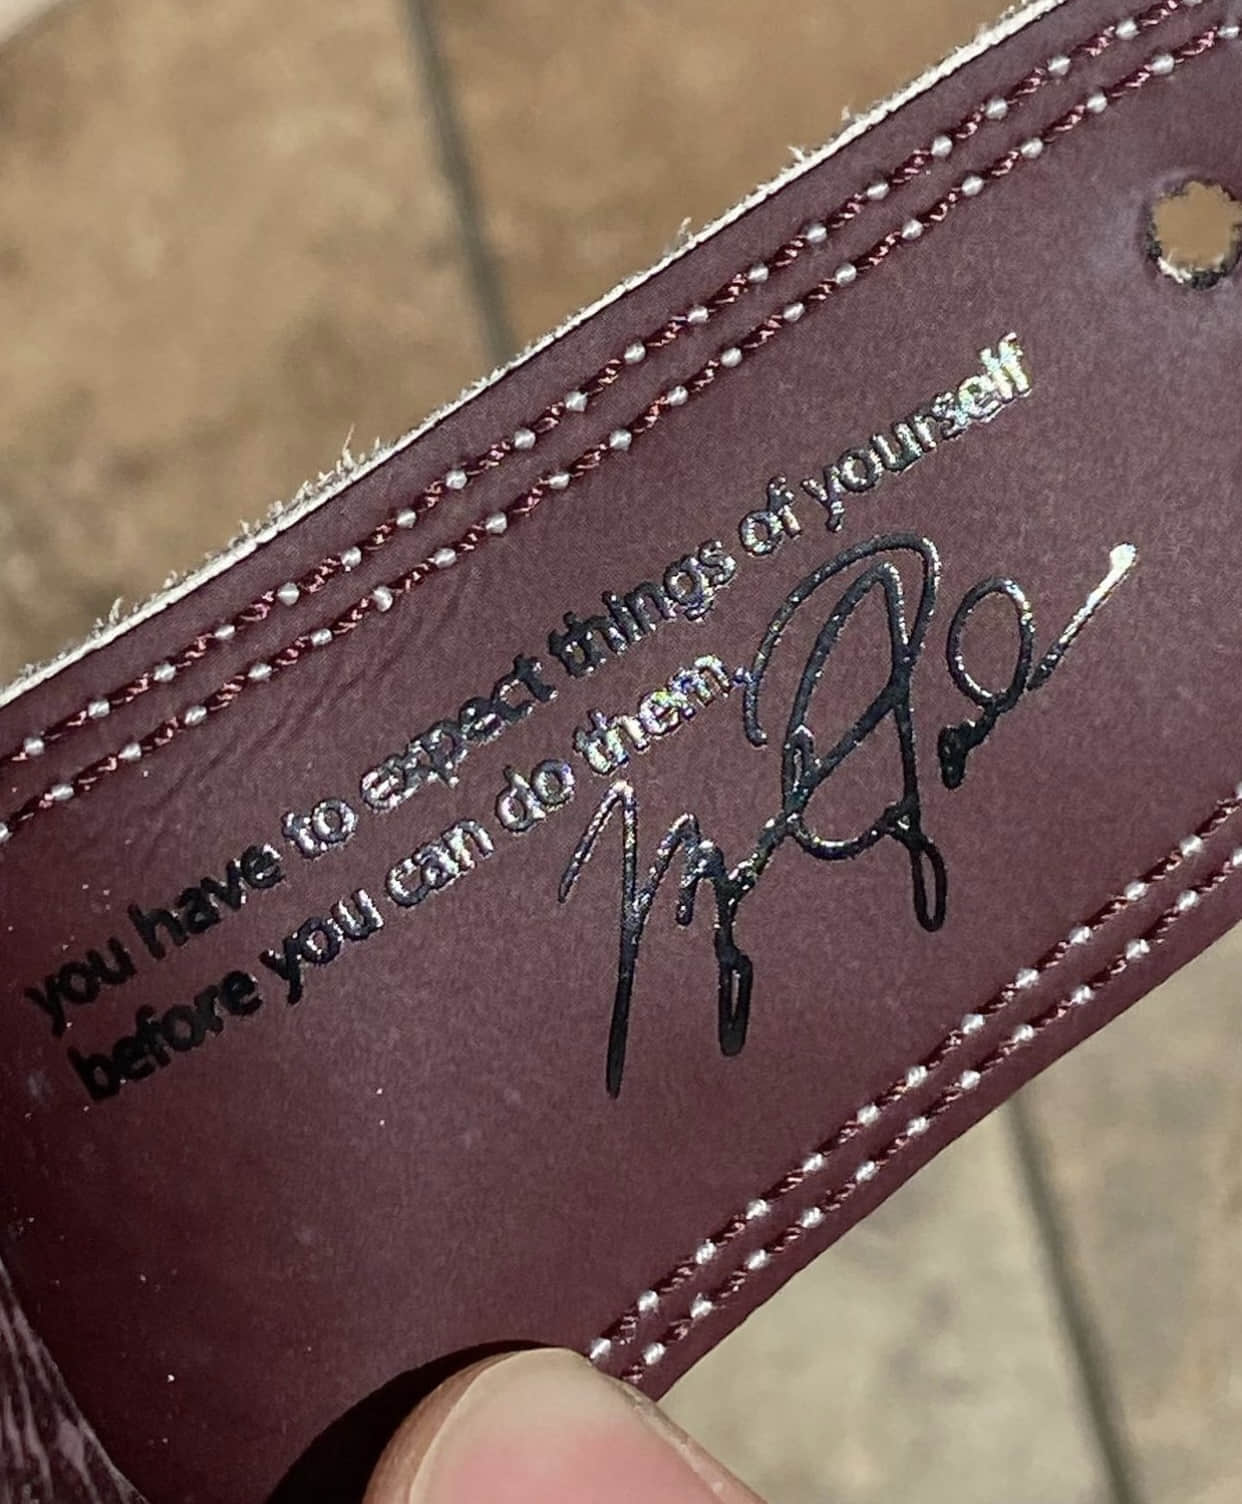 you have to expect things of yourself
before you can do them.